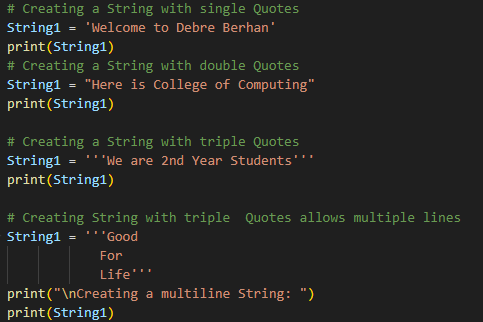 # Creating a String with single Quotes
String1 = 'Welcome to Debre Berhan'
print(String1)
# Creating a String with double Quotes
String1 = "Here is College of Computing"
print(String1)

# Creating a String with triple Quotes
String1 = '''We are 2nd Year Students'''
print(String1)

# Creating String with triple  Quotes allows multiple lines
String1 = '''Good
            For
            Life'''
print("\nCreating a multiline String: ")
print(String1)